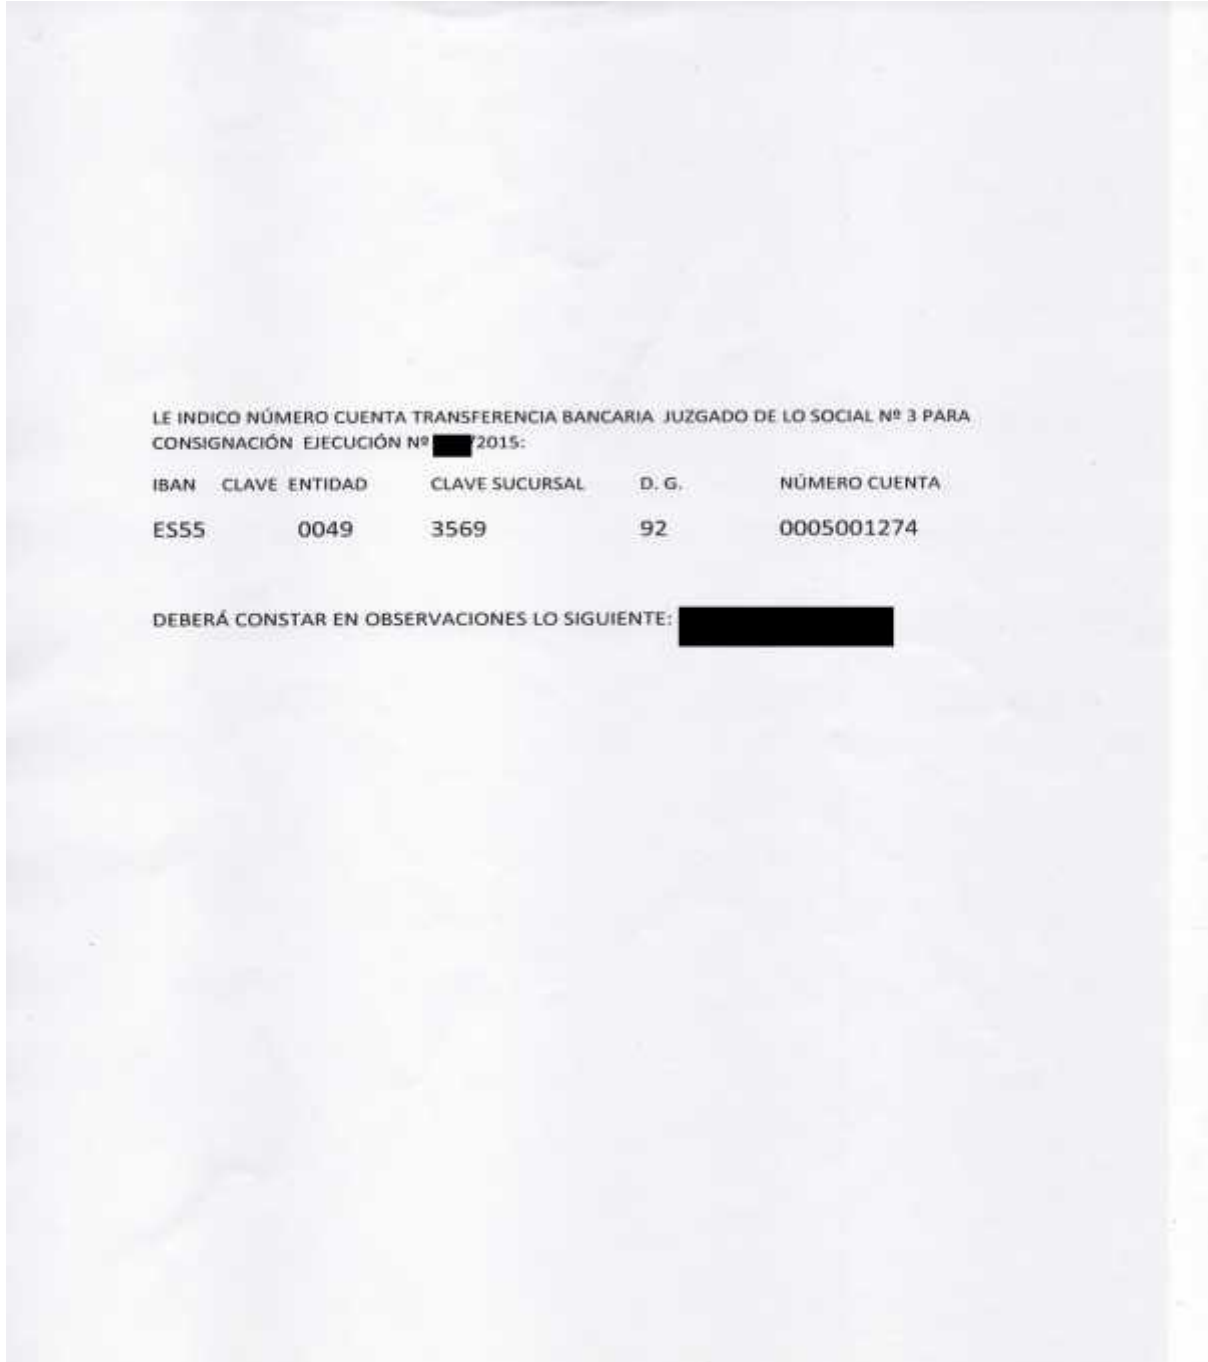 LE INDICO NÚMERO CUENTA TRANSFERENCIA BANCARIA JUZGADO DE LO SOCIAL Nº 3 PARA
CONSIGNACIÓN EJECUCIÓN Nº /2015:
IBAN CLAVE ENTIDAD CLAVE SUCURSAL D. G. NÚMERO CUENTA
ES55 0049 3569 92 0005001274
DEBERÁ CONSTAR EN OBSERVACIONES LO SIGUIENTE: